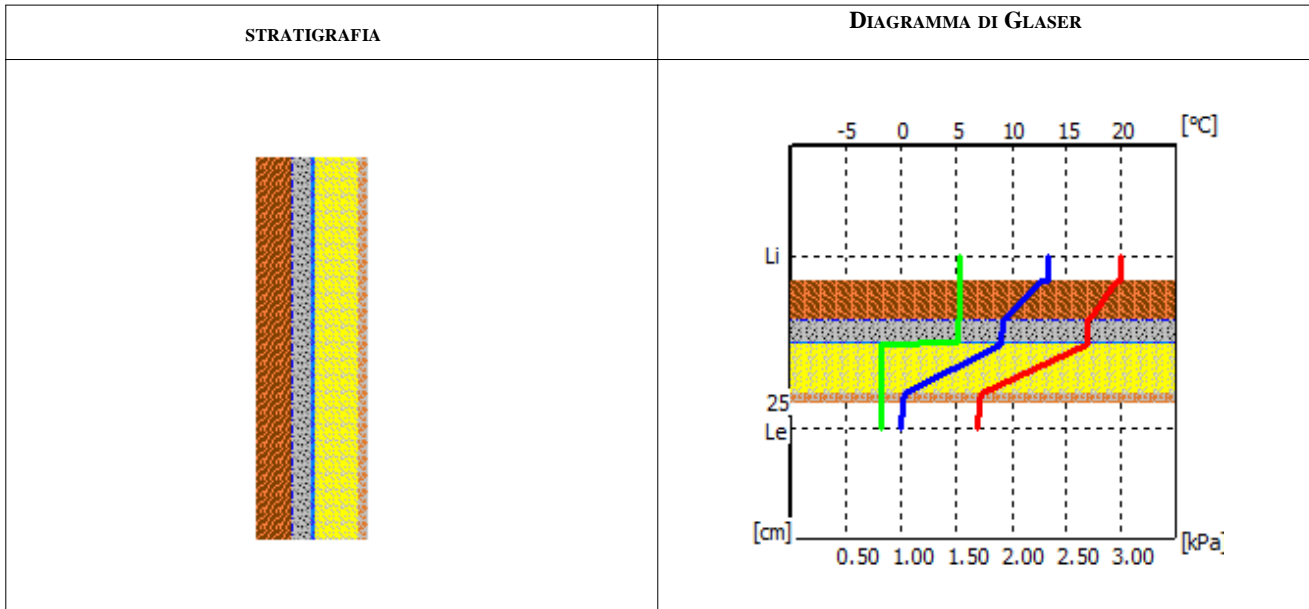 STRATIGRAFIA
DIAGRAMMA DI GLASER
-5 0 5 10 15 20 [°C]
Li
25
Le
[cm]
0.50 1.00 1.50 2.00 2.50 3.00 [kPa]